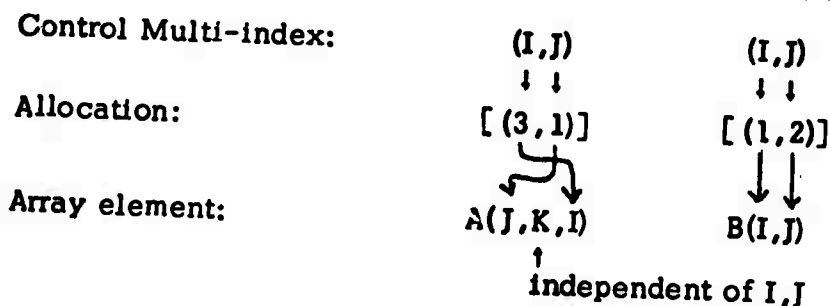 Control Multi-index: (I,J) (I,J)
Allocation: [(3,1)] [(1,2)]
Array element: A(J,K,I) B(I,J)
independent of I,J